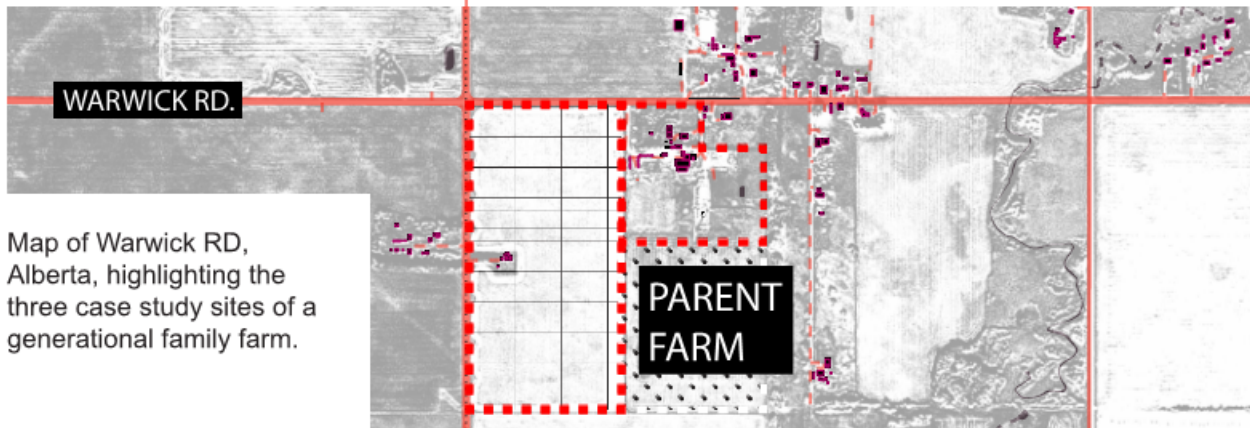 WARWICK RD.
Map of Warwick RD,
Alberta, highlighting the
three case study sites of a
generational family farm.
PARENT
FARM